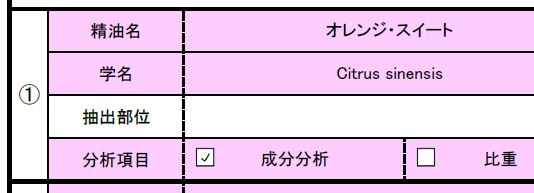 ①
精油名 オレンジ・スイート
学名 Citrus sinensis
抽出部位
分析項目 ☑ 成分分析 ☐ 比重